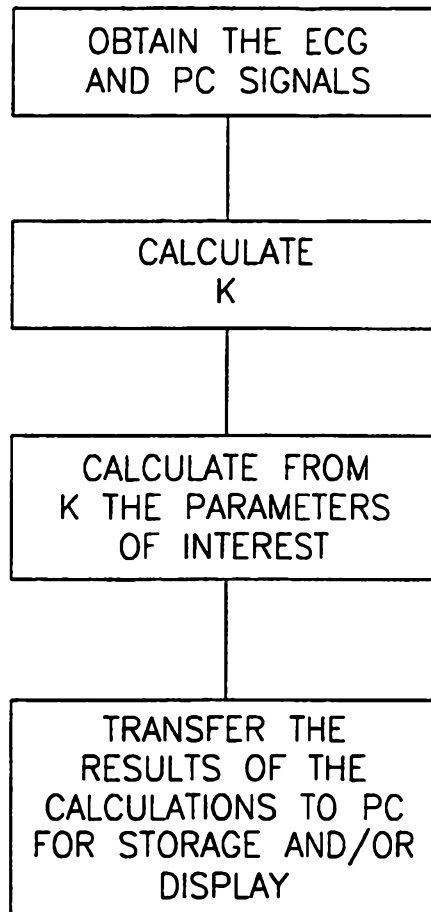 OBTAIN THE ECG
AND PC SIGNALS
CALCULATE
K
CALCULATE FROM
K THE PARAMETERS
OF INTEREST
TRANSFER THE
RESULTS OF THE
CALCULATIONS TO PC
FOR STORAGE AND/OR
DISPLAY